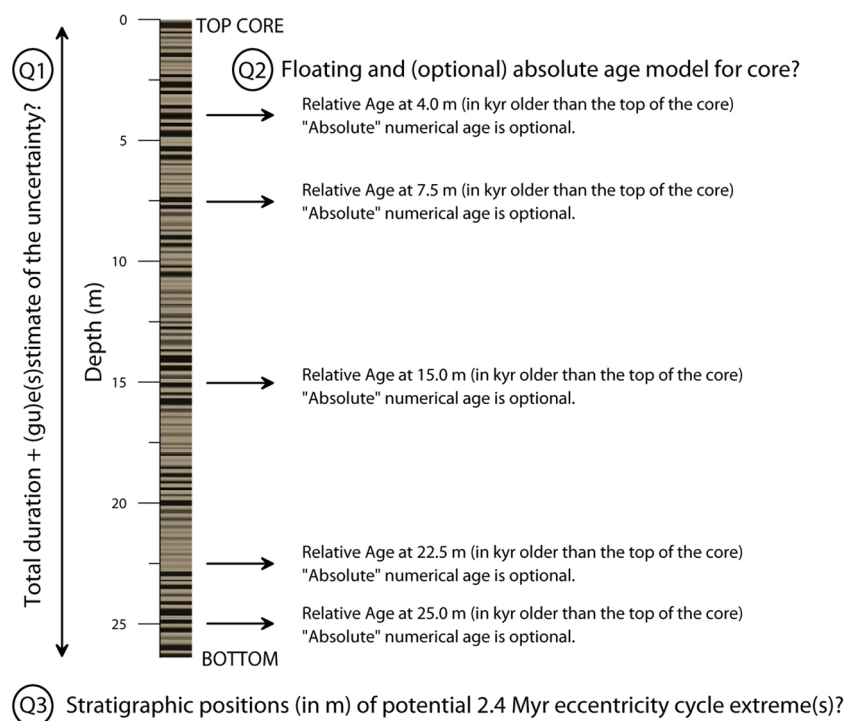 0
TOP CORE
Q1
Total duration + (gu)e(s)stimate of the uncertainty?
Q2 Floating and (optional) absolute age model for core?
Relative Age at 4.0 m (in kyr older than the top of the core)
"Absolute" numerical age is optional.
5
Relative Age at 7.5 m (in kyr older than the top of the core)
"Absolute" numerical age is optional.
10
Depth (m)
Relative Age at 15.0 m (in kyr older than the top of the core)
15
"Absolute" numerical age is optional.
20
Relative Age at 22.5 m (in kyr older than the top of the core)
"Absolute" numerical age is optional.
Relative Age at 25.0 m (in kyr older than the top of the core)
25
"Absolute" numerical age is optional.
BOTTOM
Q3 Stratigraphic positions (in m) of potential 2.4 Myr eccentricity cycle extreme(s)?